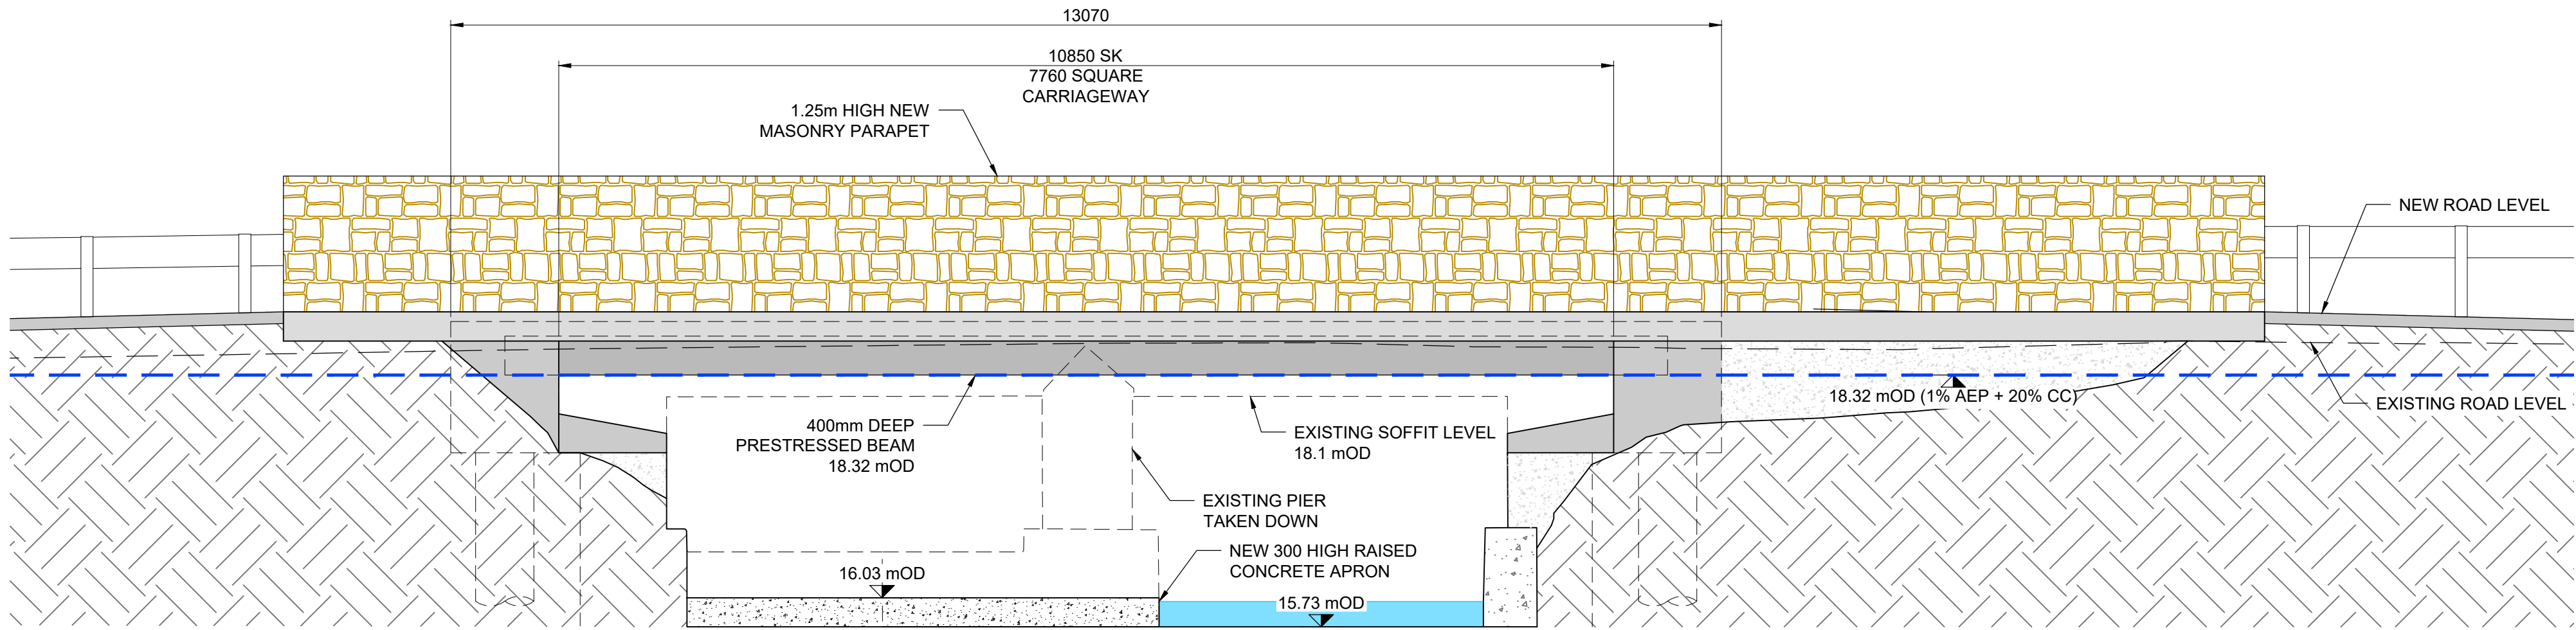 13070
10850 SK
7760 SQUARE
CARRIAGEWAY
1.25m HIGH NEW
MASONRY PARAPET
NEW ROAD LEVEL
18.32 mOD (1% AEP + 20% CC)
EXISTING ROAD LEVEL
400mm DEEP
PRESTRESSED BEAM
18.32 mOD
EXISTING SOFFIT LEVEL
18.1 mOD
EXISTING PIER
TAKEN DOWN
NEW 300 HIGH RAISED
CONCRETE APRON
16.03 mOD
15.73 mOD